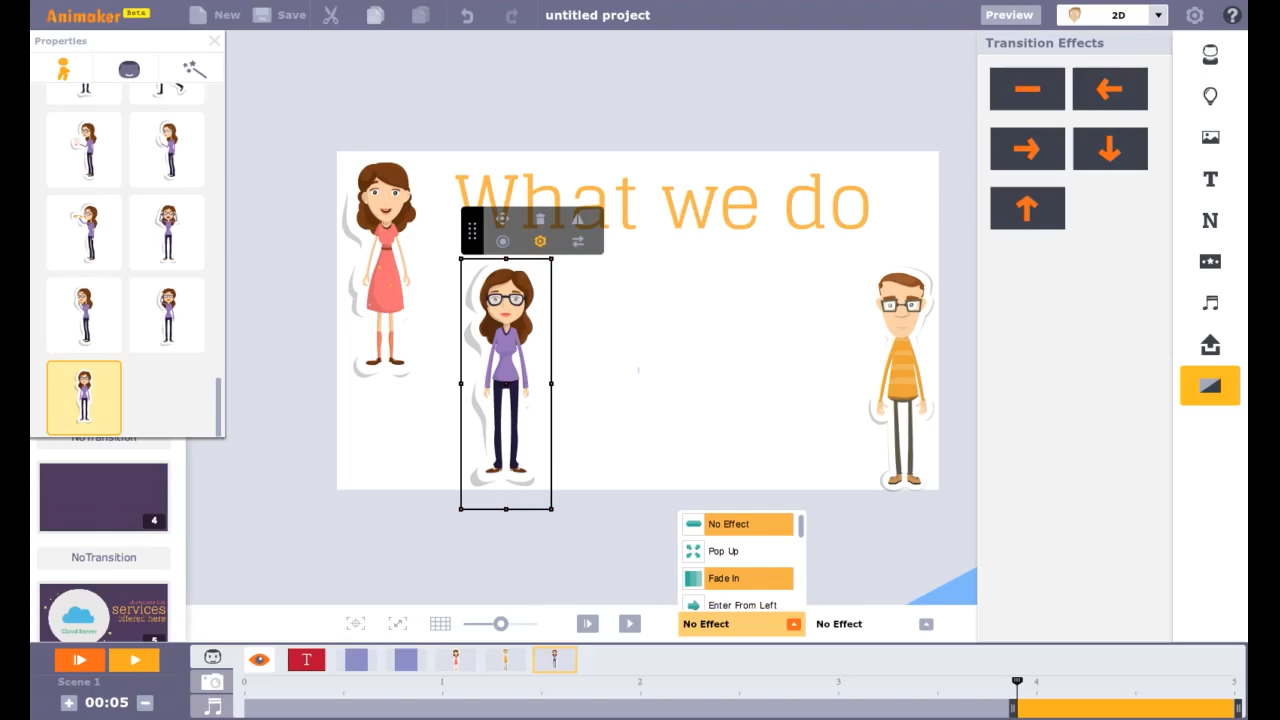 Animaker Beta
New
Save
untitled project
Preview
2D
Properties
Transition Effects
T
N
What we do
NoTransition
4
NoTransition
services
offered here
Cloud Server
5
No Effect
Pop Up
Fade In
Enter From Left
No Effect
No Effect
T
Scene 1
00:05
0
1
2
3
4
5